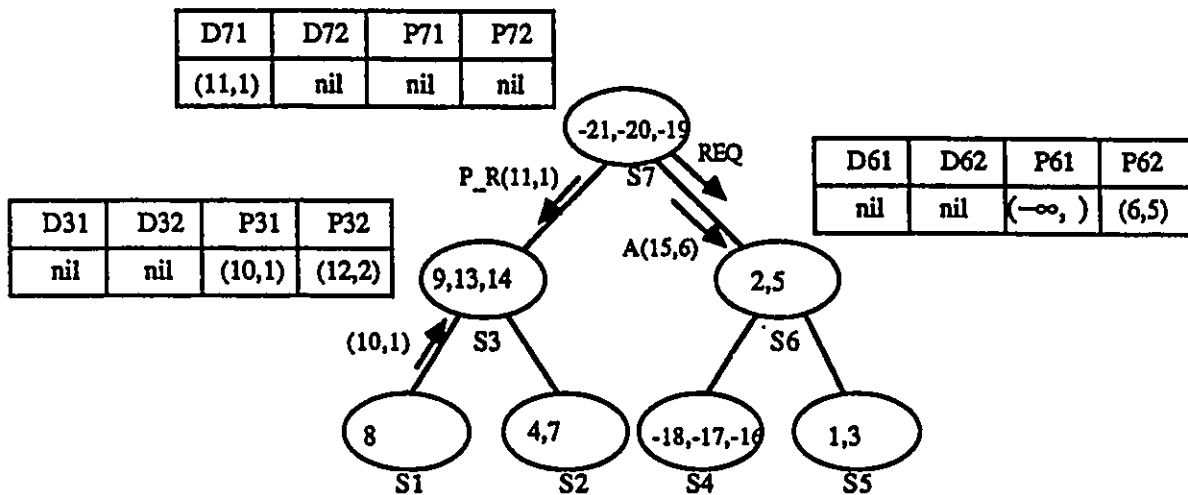 D71 D72 P71 P72
(11,1) nil nil nil
-21,-20,-19
S7
REQ
P_R(11,1)
A(15,6)
D61 D62 P61 P62
nil nil (-∞, ) (6,5)
D31 D32 P31 P32
nil nil (10,1) (12,2)
9,13,14
S3
2,5
S6
(10,1)
8
4,7
-18,-17,-16
1,3
S1 S2 S4 S5